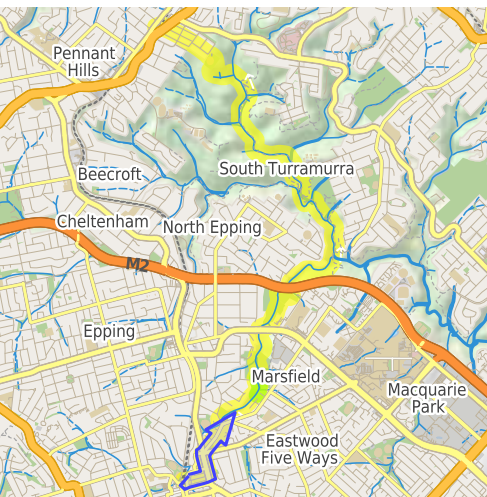 Pennant
Hills
Beecroft
South Turramurra
Cheltenham
North Epping
M2
Epping
Marsfield
Macquarie
Park
Eastwood
Five Ways